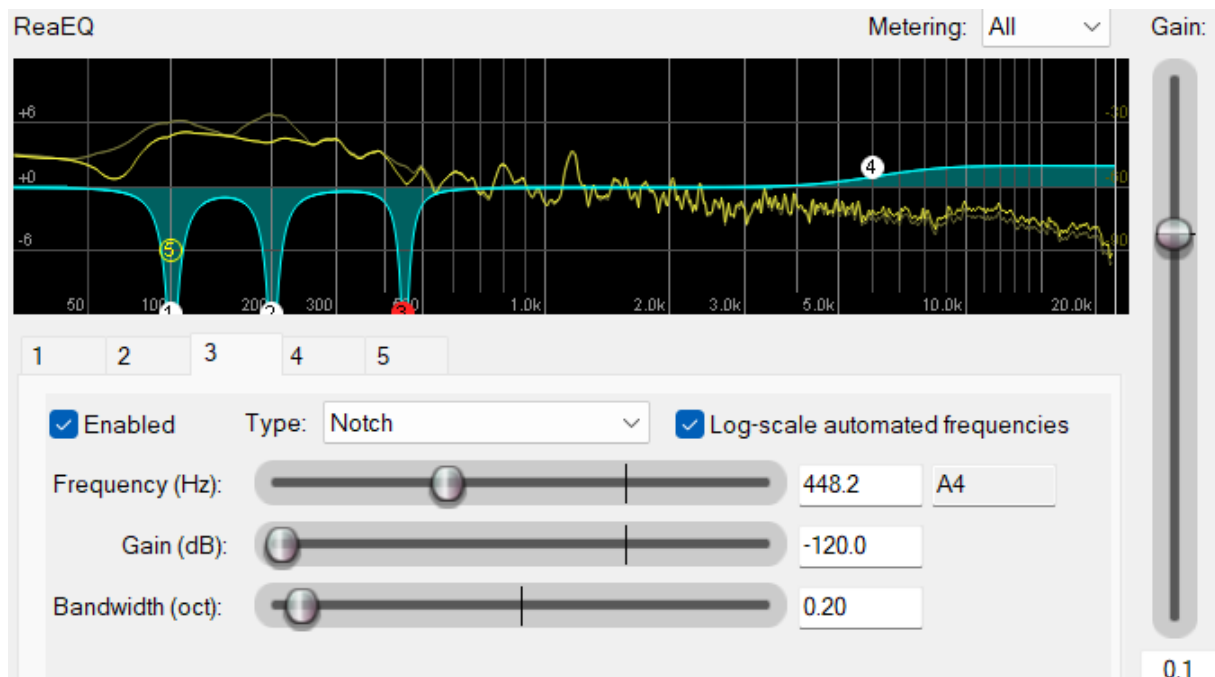 ReaEQ Metering: All Gain:
+6 -30
+0 -60
-6 -90
5 4
50 100 200 300 500 1.0k 2.0k 3.0k 5.0k 10.0k 20.0k
1 2 3
1 2 3 4 5
Enabled Type: Notch Log-scale automated frequencies
Frequency (Hz): 448.2 A4
Gain (dB): -120.0
Bandwidth (oct): 0.20
0.1